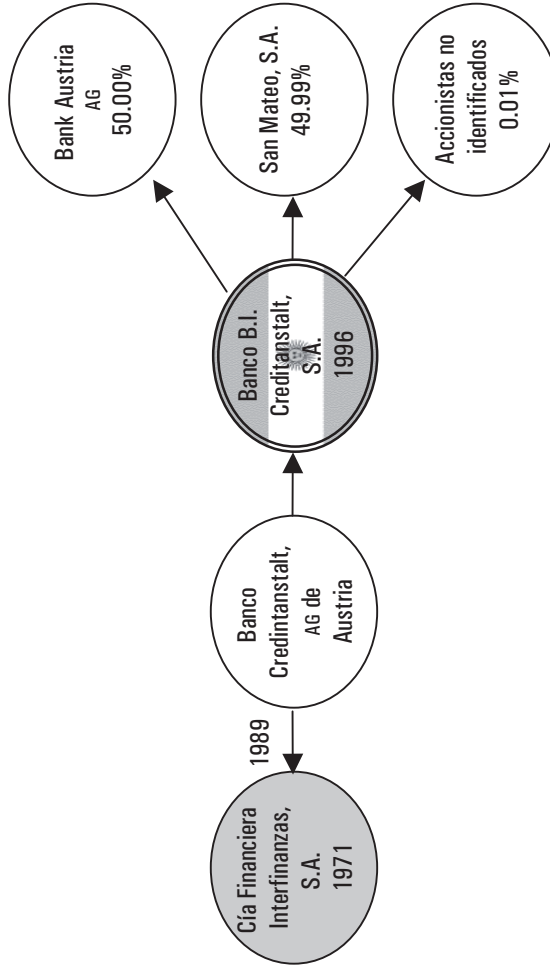 Cía Financiera
Interfinanzas,
S.A.
1971
1989
Banco
Credintanstalt,
AG de
Austria
Banco B.I.
Creditanstalt,
S.A.
1996
Bank Austria
AG
50.00%
San Mateo, S.A.
49.99%
Accionistas no
identificados
0.01%